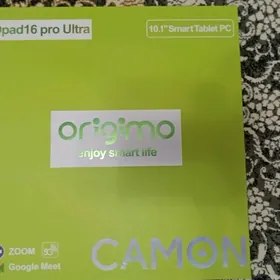 pad16 pro Ultra
10.1" Smart Tablet PC
origimo
enjoy smart life
ZOOM
Google Meet
CAMON